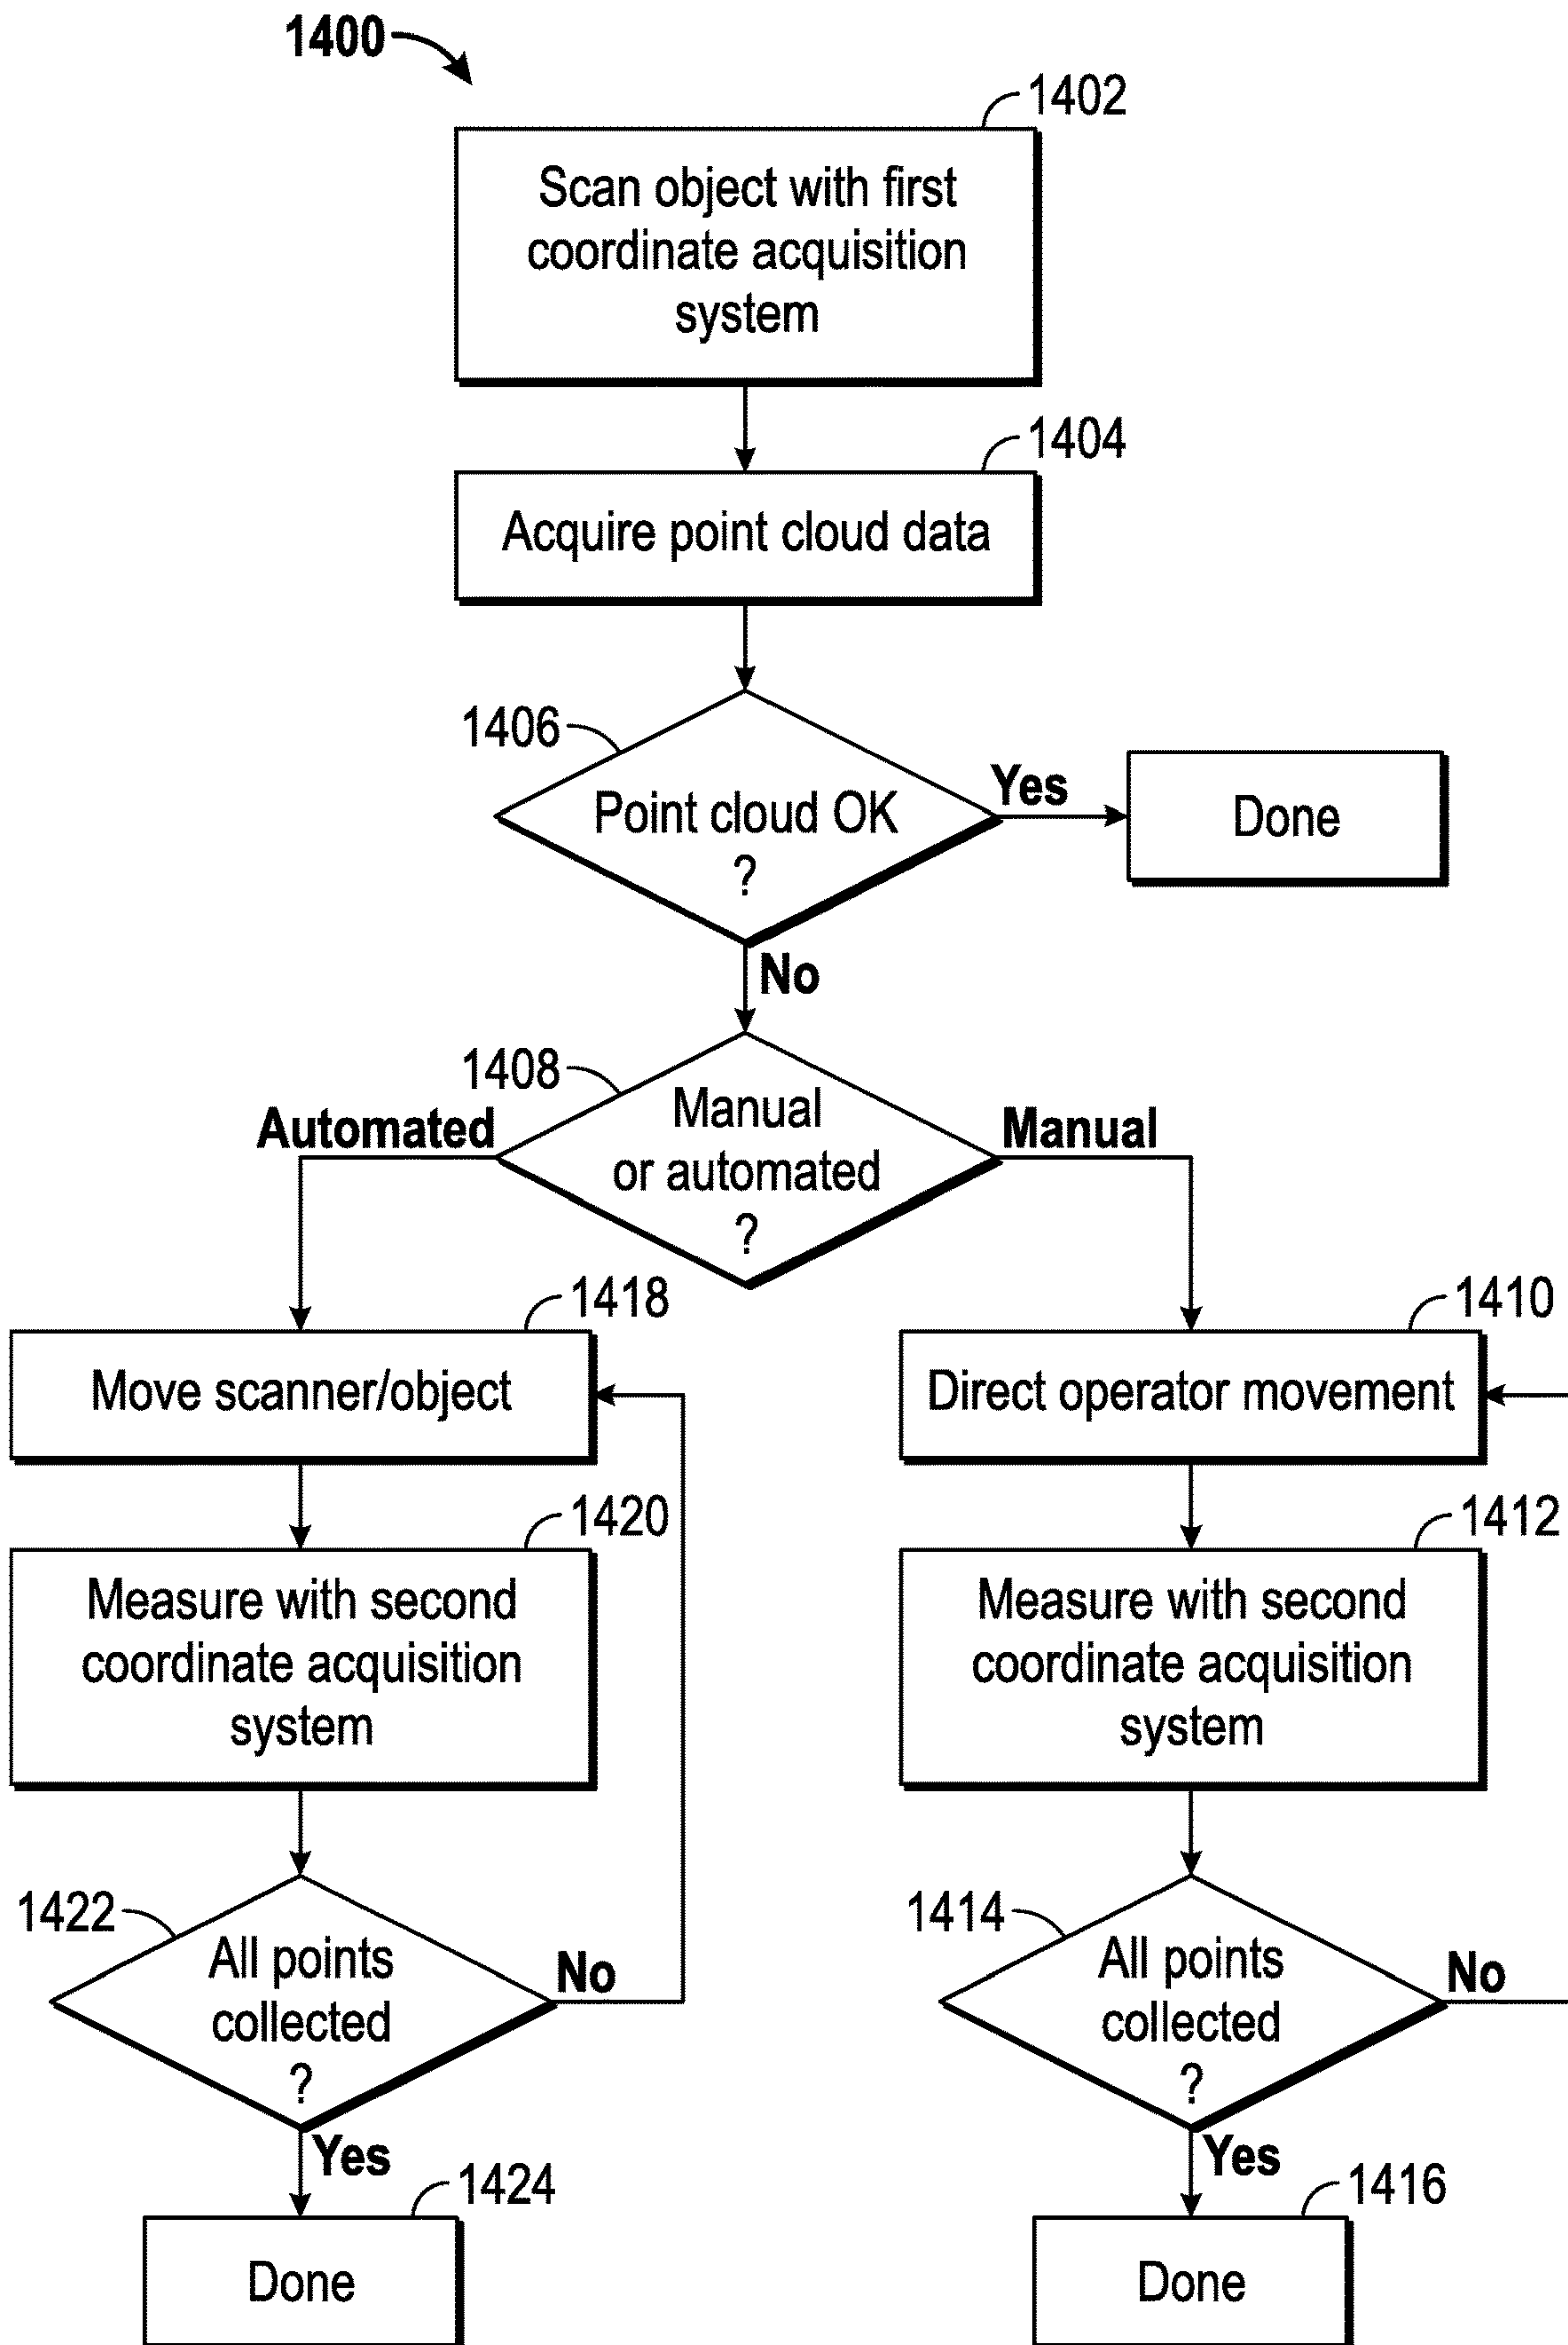 1400
1402
Scan object with first
coordinate acquisition
system
1404
Acquire point cloud data
1406
Point cloud OK
?
Yes
Done
No
1408
Manual
or automated
?
Automated
Manual
1418
Move scanner/object
1420
Measure with second
coordinate acquisition
system
1422
All points
collected
?
No
Yes
1424
Done
1410
Direct operator movement
1412
Measure with second
coordinate acquisition
system
1414
All points
collected
?
No
Yes
1416
Done